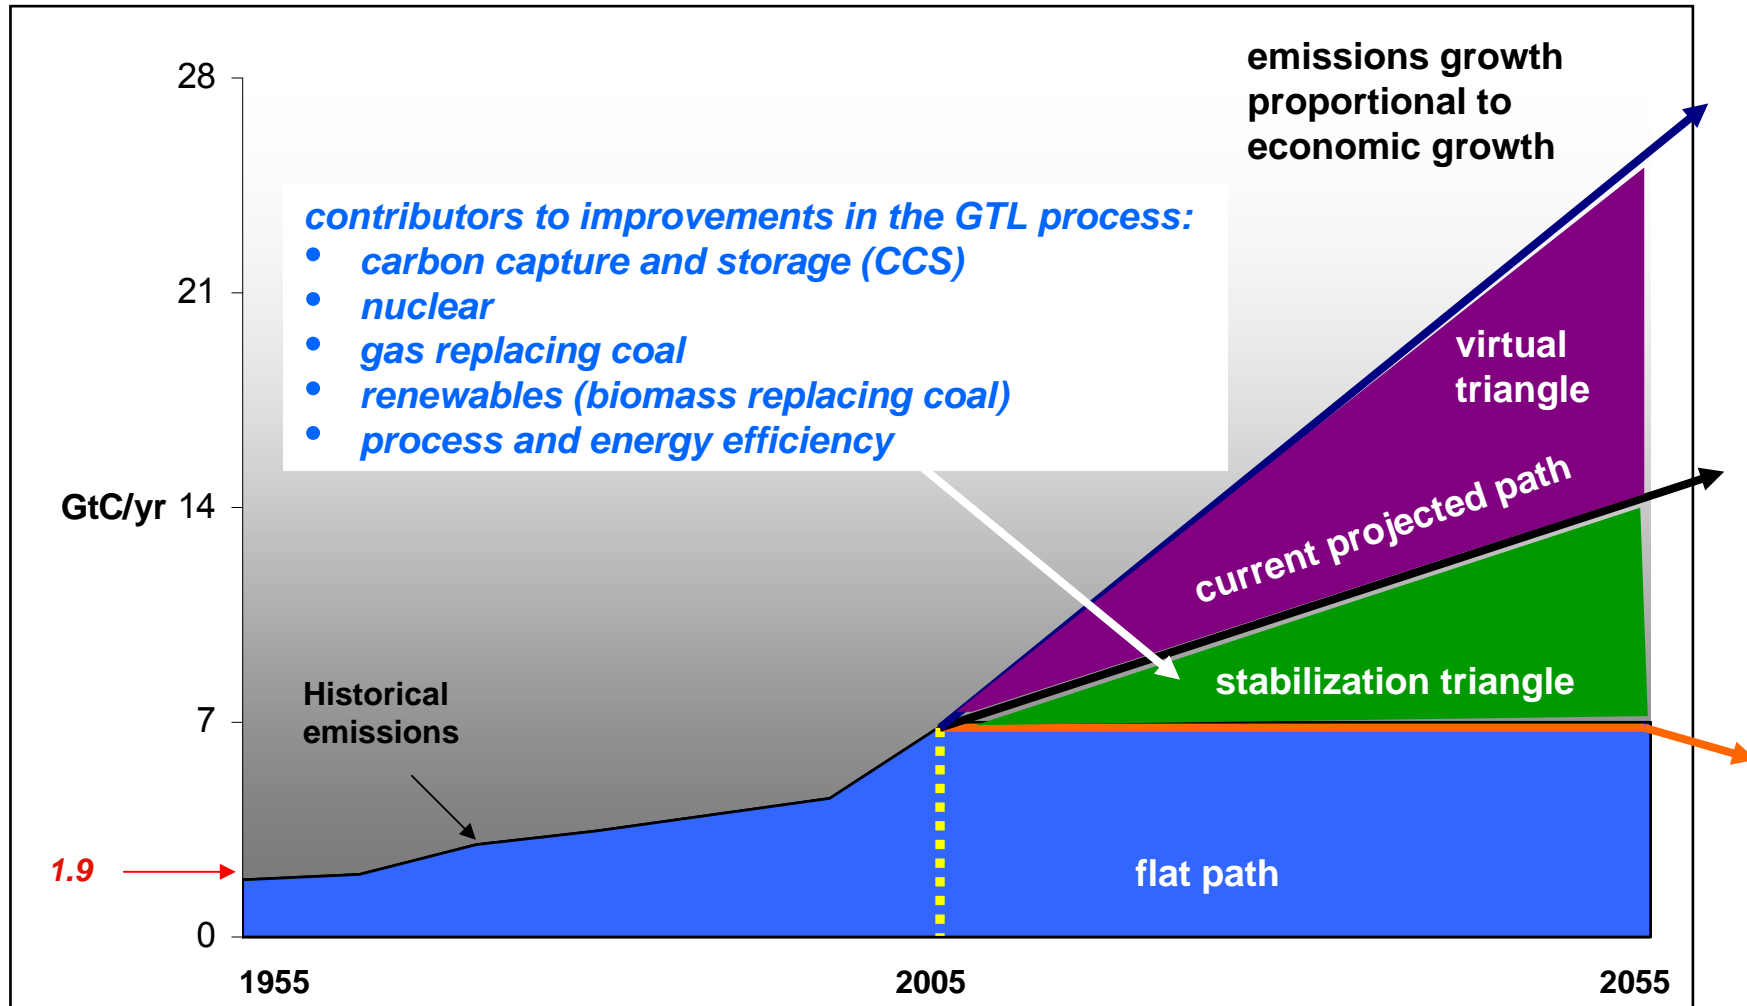 emissions growth
proportional to
economic growth
28
contributors to improvements in the GTL process:
• carbon capture and storage (CCS)
• nuclear
• gas replacing coal
• renewables (biomass replacing coal)
• process and energy efficiency
21
virtual
triangle
current projected path
GtC/yr 14
stabilization triangle
Historical
emissions
7
1.9
flat path
0
1955 2005 2055